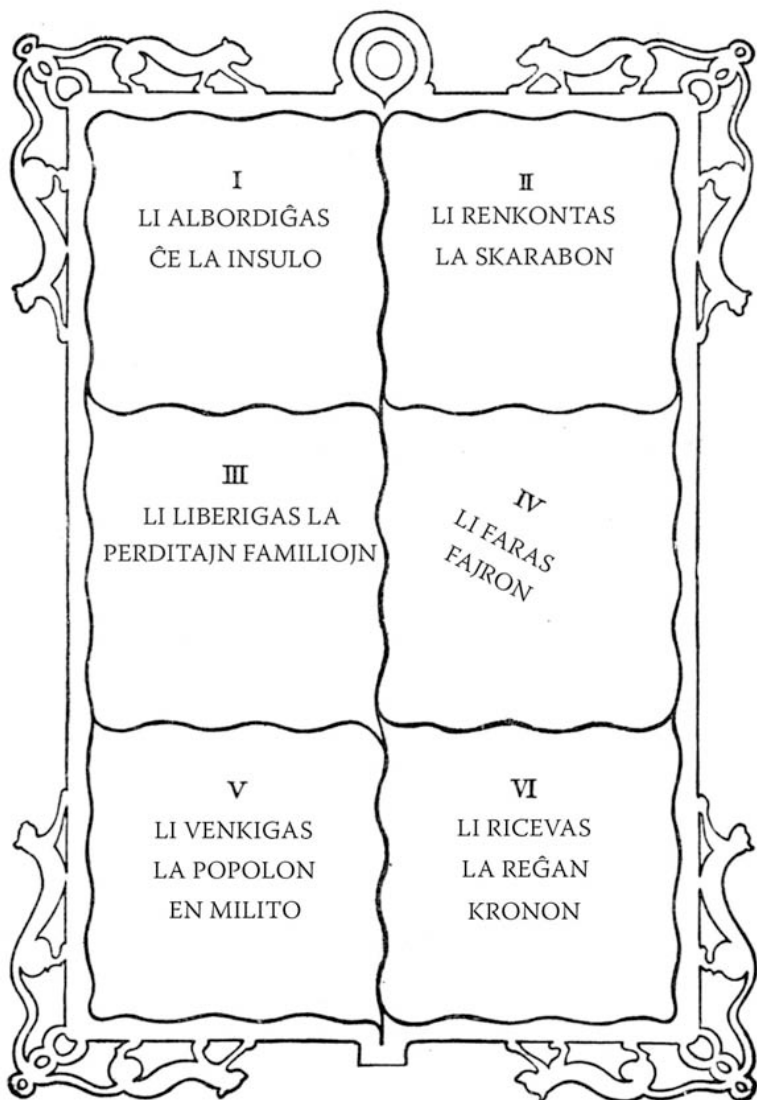 I
LI ALBORDIĜAS
ĈE LA INSULO
II
LI RENKONTAS
LA SKARABON
III
LI LIBERIGAS LA
PERDITAJN FAMILIOJN
IV
LI FARAS
FAJRON
V
LI VENKIGAS
LA POPOLON
EN MILITO
VI
LI RICEVAS
LA REĜAN
KRONON